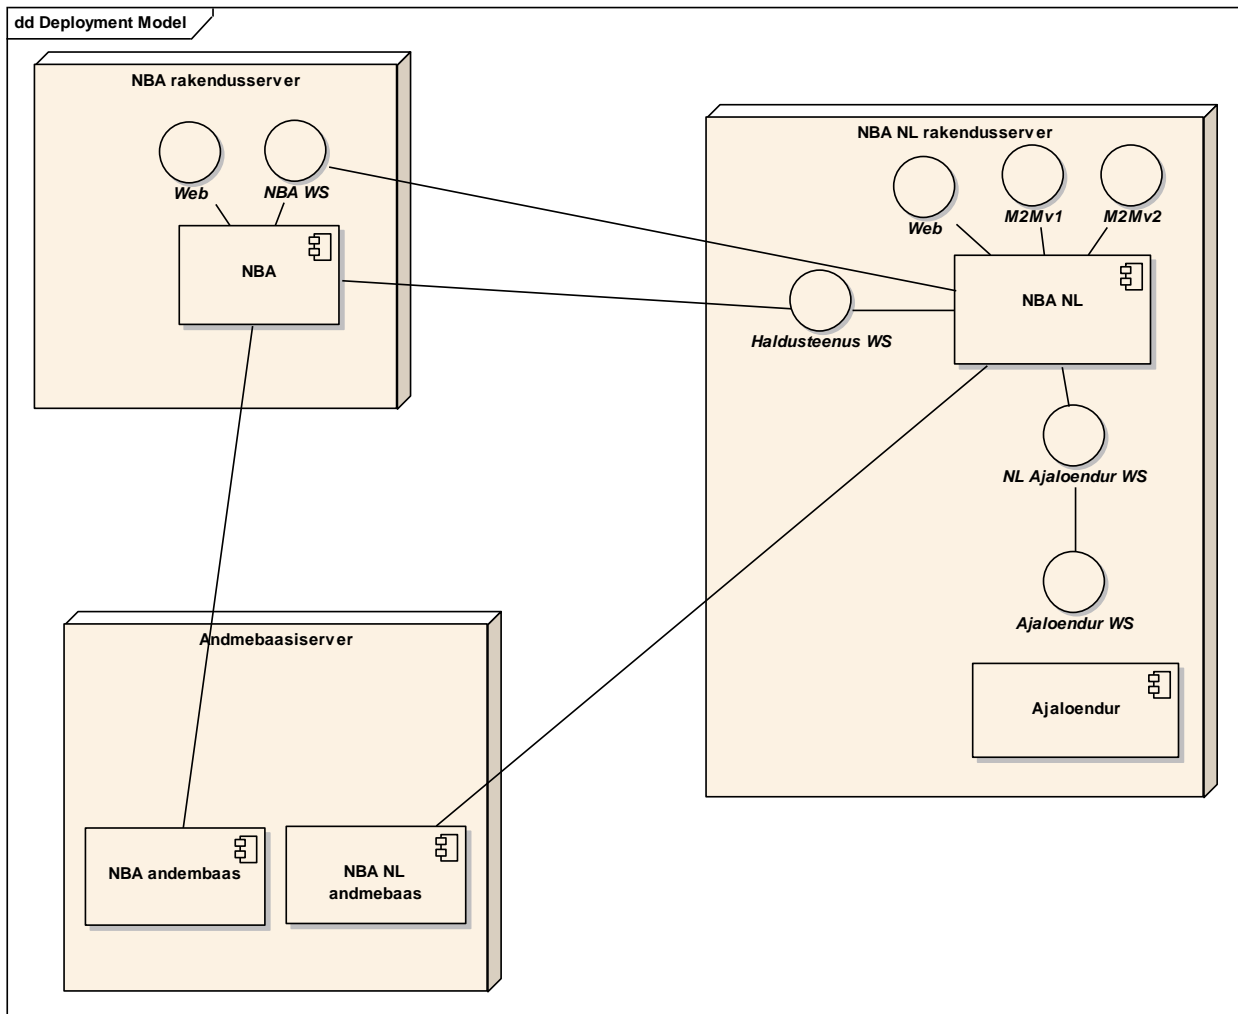 dd Deployment Model
NBA rakendusserver
Web
NBA WS
NBA
NBA NL rakendusserver
Web
M2Mv1
M2Mv2
NBA NL
Haldusteenus WS
NL Ajaloendur WS
Ajaloendur WS
Ajaloendur
Andmebaasiserver
NBA andembaas
NBA NL
andmebaas